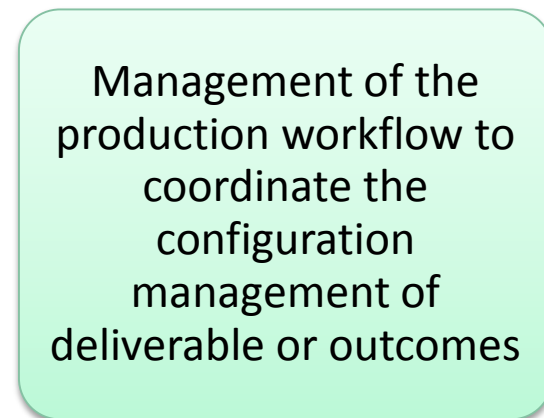 Management of the
production workflow to
coordinate the
configuration
management of
deliverable or outcomes